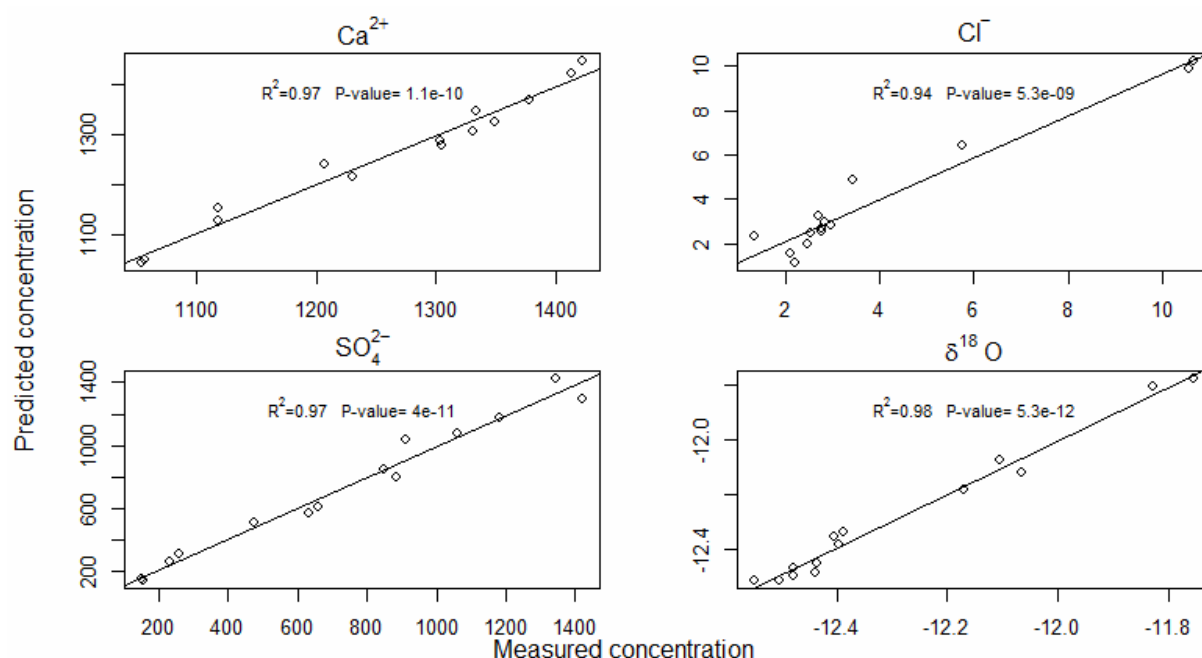 Ca²⁺
R²=0.97 P-value= 1.1e-10
1300
1100
1100 1200 1300 1400
Cl⁻
R²=0.94 P-value= 5.3e-09
10
8
6
4
2
2 4 6 8 10
SO₄²⁻
R²=0.97 P-value= 4e-11
1400
1000
600
200
200 400 600 800 1000 1200 1400
δ¹⁸ O
R²=0.98 P-value= 5.3e-12
-12.0
-12.4
-12.4 -12.2 -12.0 -11.8
Predicted concentration
Measured concentration